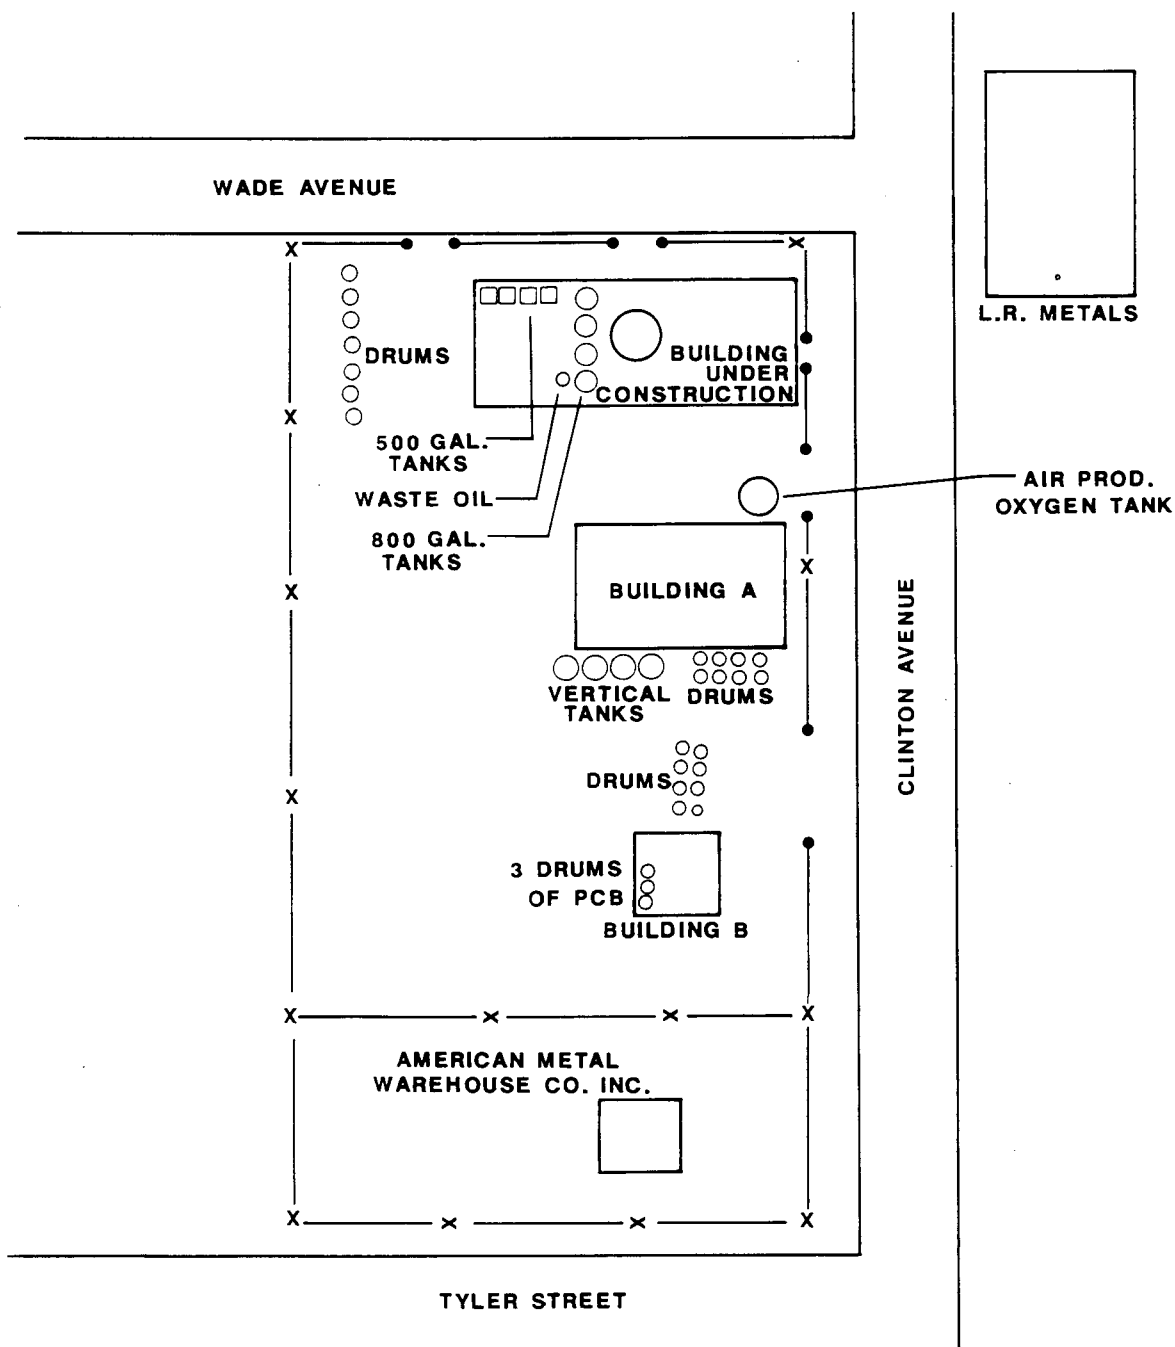 WADE AVENUE
L.R. METALS
DRUMS
BUILDING
UNDER
CONSTRUCTION
500 GAL.
TANKS
WASTE OIL
800 GAL.
TANKS
AIR PROD.
OXYGEN TANK
BUILDING A
CLINTON AVENUE
VERTICAL
TANKS
DRUMS
DRUMS
3 DRUMS
OF PCB
BUILDING B
AMERICAN METAL
WAREHOUSE CO. INC.
TYLER STREET